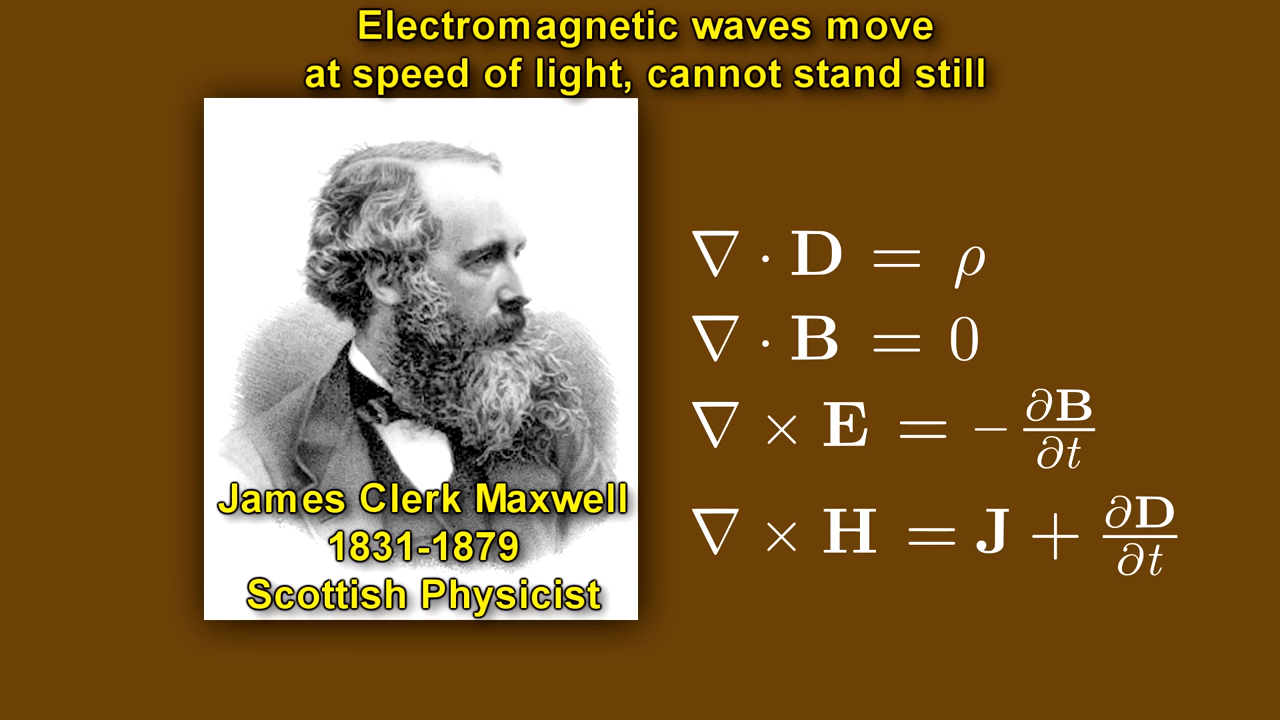 Electromagnetic waves move
at speed of light, cannot stand still
∇ · D = ρ
∇ · B = 0
∇ × E = −∂B/∂t
∇ × H = J + ∂D/∂t
James Clerk Maxwell
1831-1879
Scottish Physicist